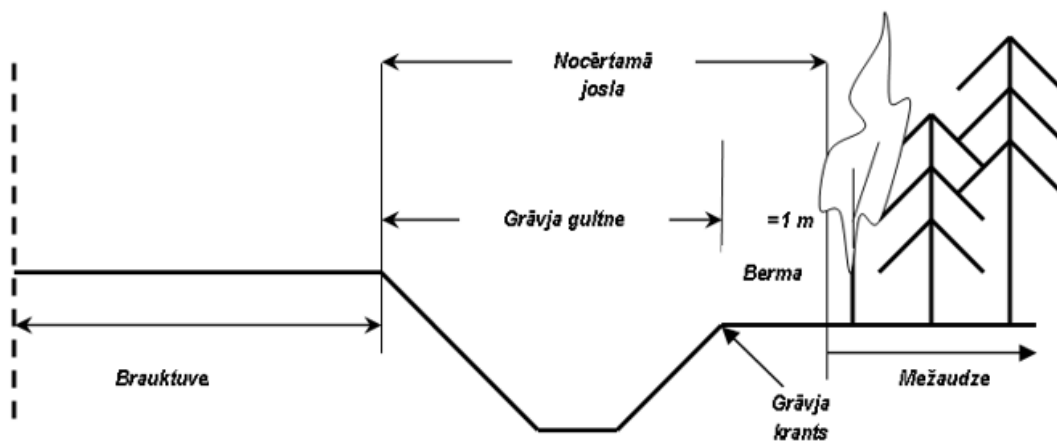 Nocērtamā
josla
Grāvja gultne
=1 m
Berma
Brauktuve.
Mežaudze
Grāvja
krants